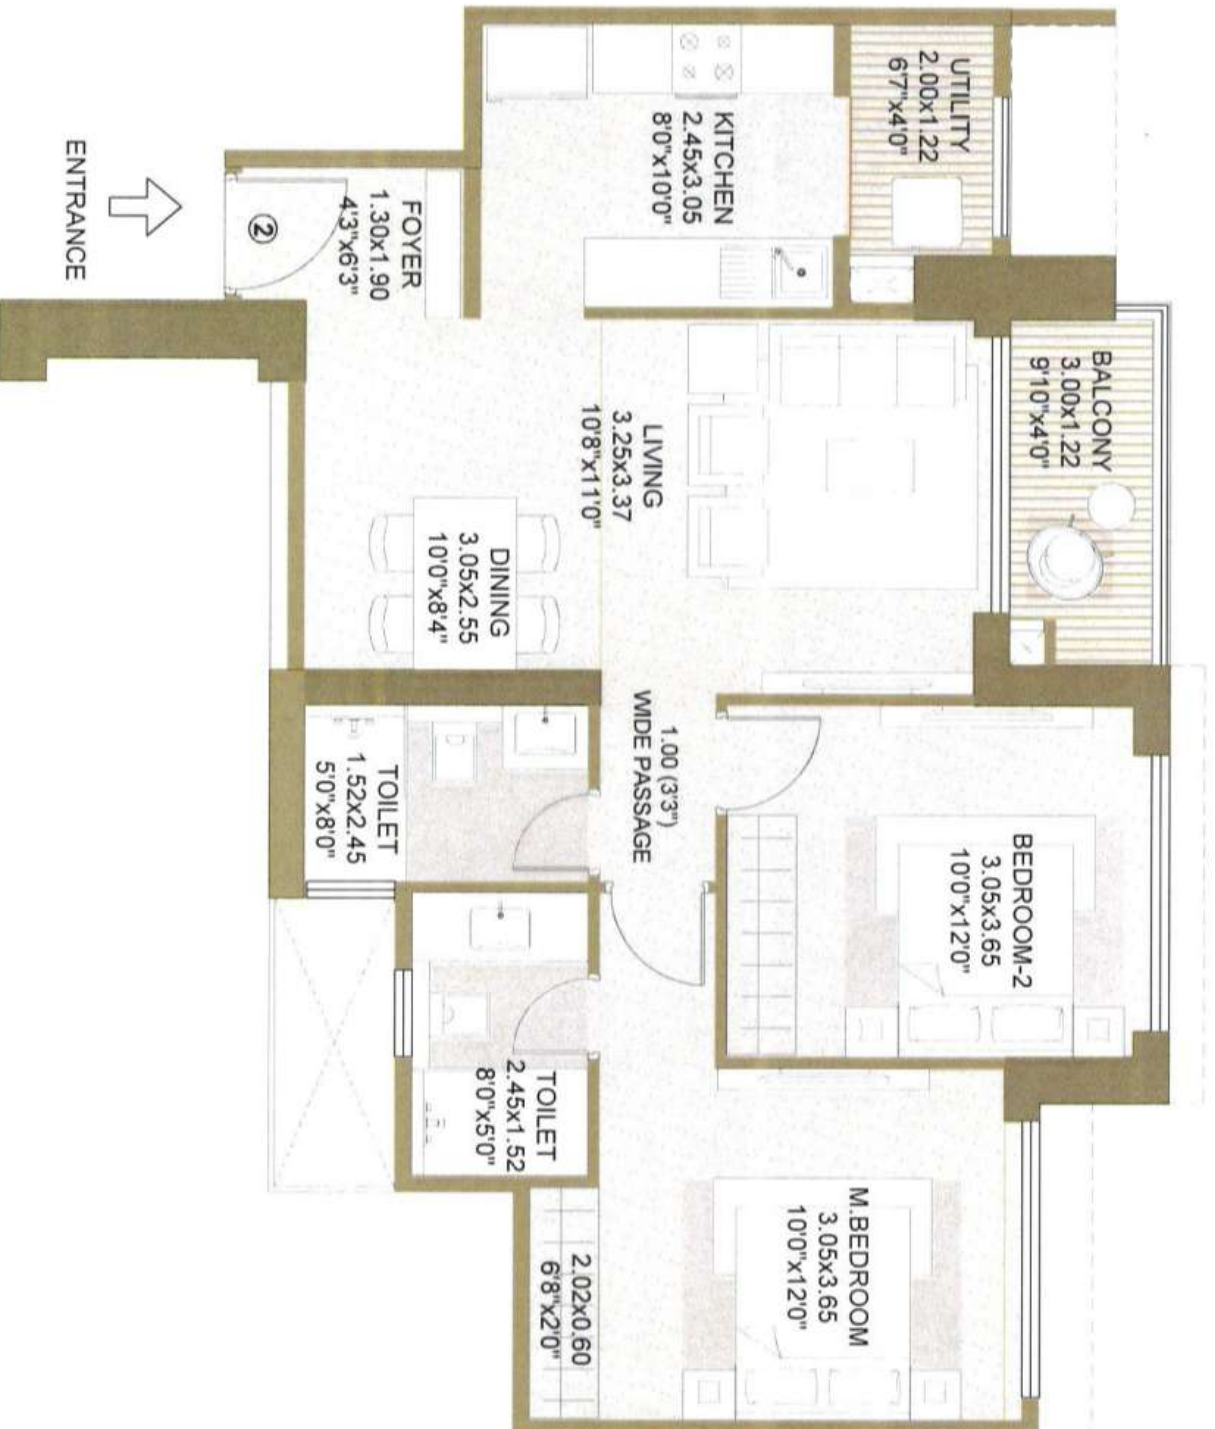 UTILITY
2.00x1.22
6'7"x4'0"
BALCONY
3.00x1.22
9'10"x4'0"
KITCHEN
2.45x3.05
8'0"x10'0"
LIVING
3.25x3.37
10'8"x11'0"
BEDROOM-2
3.05x3.65
10'0"x12'0"
M.BEDROOM
3.05x3.65
10'0"x12'0"
1.00 (3'3")
WIDE PASSAGE
FOYER
1.30x1.90
4'3"x6'3"
②
DINING
3.05x2.55
10'0"x8'4"
TOILET
1.52x2.45
5'0"x8'0"
TOILET
2.45x1.52
8'0"x5'0"
2.02x0.60
6'8"x2'0"
ENTRANCE